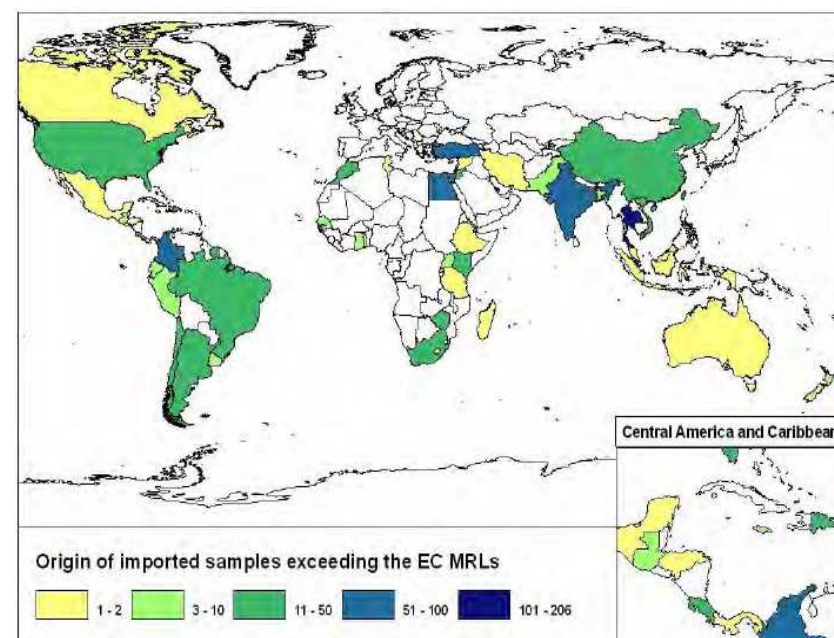 Central America and Caribbean
Origin of imported samples exceeding the EC MRLs
1 - 2
3 - 10
11 - 50
51 - 100
101 - 206